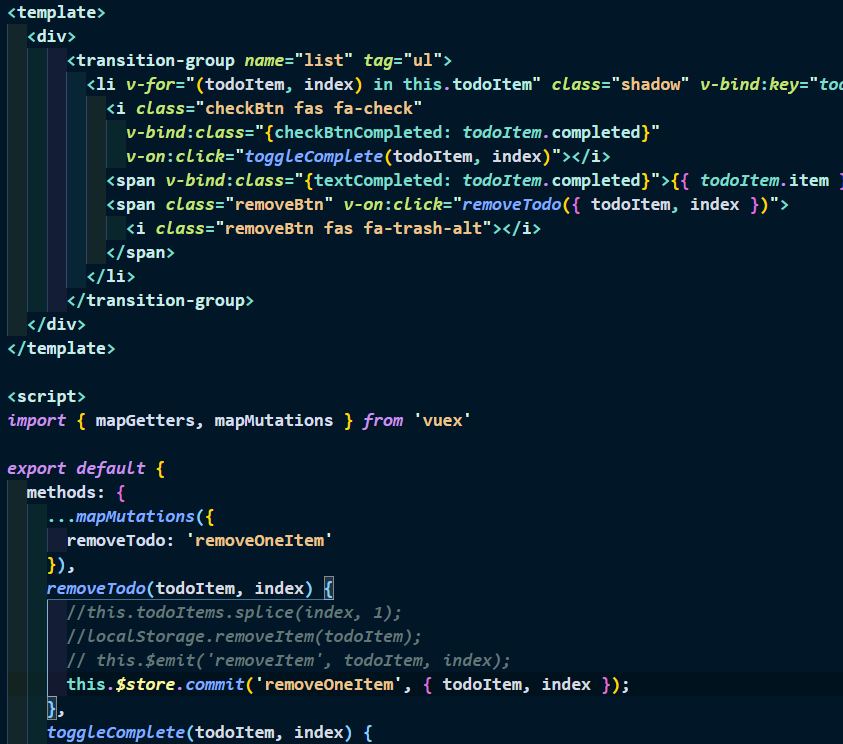 <template>
<div>
<transition-group name="list" tag="ul">
<li v-for="(todoItem, index) in this.todoItem" class="shadow" v-bind:key="too
<i class="checkBtn fas fa-check"
v-bind:class="{checkBtnCompleted: todoItem.completed}"
v-on:click="toggleComplete(todoItem, index)"></i>
<span v-bind:class="{textCompleted: todoItem.completed}">{{ todoItem.item }
<span class="removeBtn" v-on:click="removeTodo({ todoItem, index })">
<i class="removeBtn fas fa-trash-alt"></i>
</span>
</li>
</transition-group>
</div>
</template>
<script>
import { mapGetters, mapMutations } from 'vuex'
export default {
methods: {
...mapMutations({
removeTodo: 'removeOneItem'
}),
removeTodo(todoItem, index) {
//this.todoItems.splice(index, 1);
//localStorage.removeItem(todoItem);
// this.$emit('removeItem', todoItem, index);
this.$store.commit('removeOneItem', { todoItem, index });
},
toggleComplete(todoItem, index) {